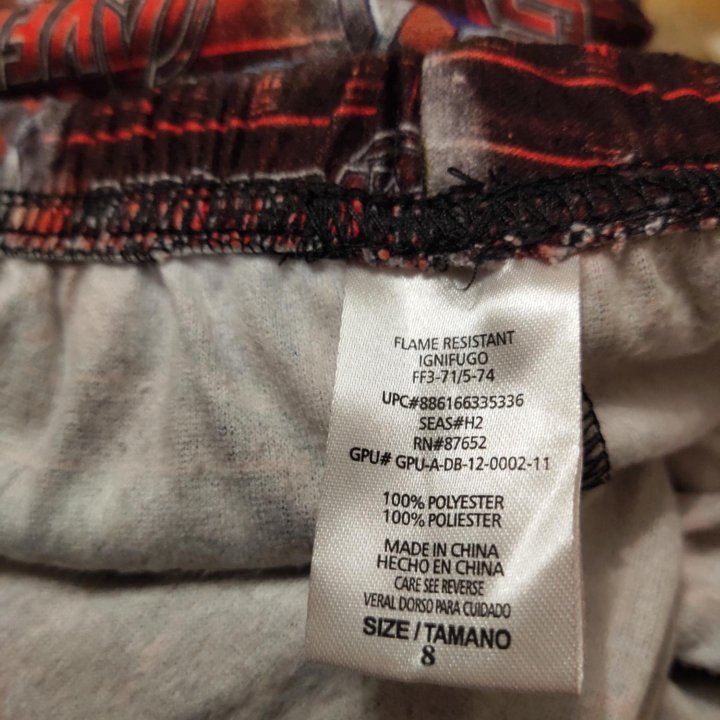 FLAME RESISTANT
IGNIFUGO
FF3-71/5-74
UPC#886166335336
SEAS#H2
RN#87652
GPU# GPU-A-DB-12-0002-11
100% POLYESTER
100% POLIESTER
MADE IN CHINA
HECHO EN CHINA
CARE SEE REVERSE
VERAL DORSO PARA CUIDADO
SIZE/TAMANO
8